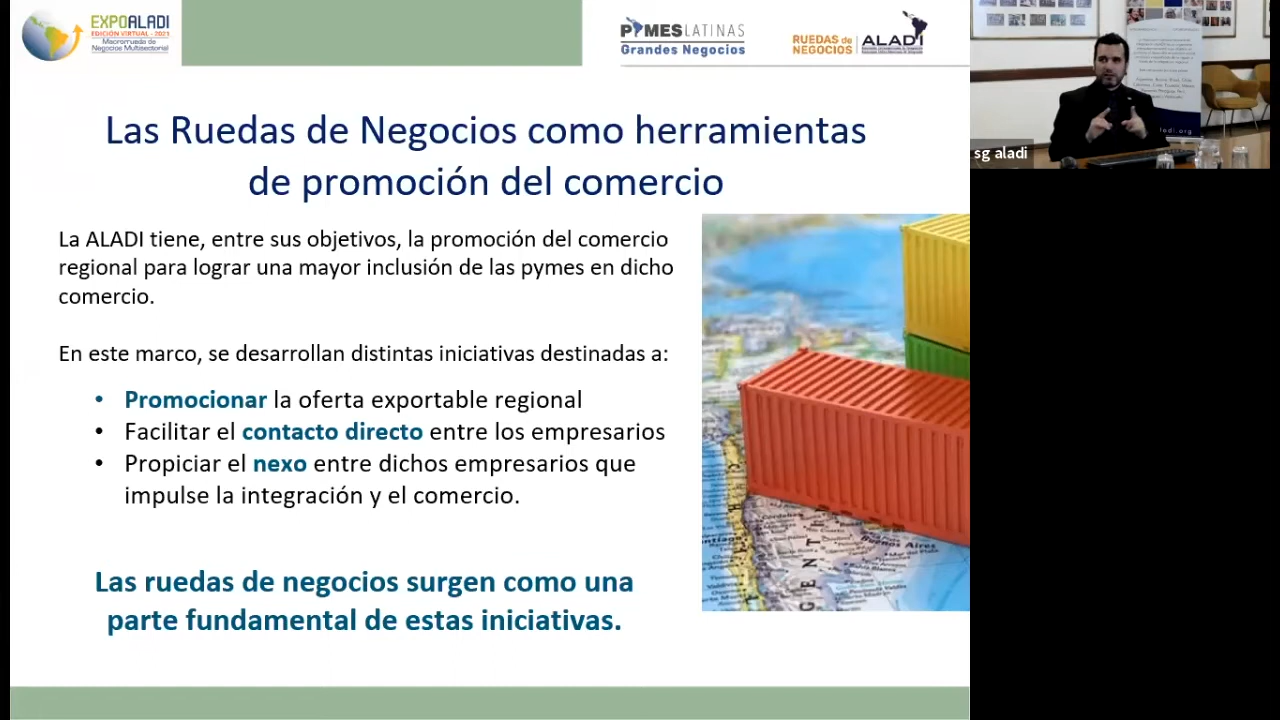 EXPOALADI
EDICIÓN VIRTUAL - 2021
Macrorrueda de
Negocios Multisectorial
PYMESLATINAS
Grandes Negocios
RUEDAS de
NEGOCIOS
ALADI
sg aladi
Las Ruedas de Negocios como herramientas
de promoción del comercio
La ALADI tiene, entre sus objetivos, la promoción del comercio
regional para lograr una mayor inclusión de las pymes en dicho
comercio.
En este marco, se desarrollan distintas iniciativas destinadas a:
• Promocionar la oferta exportable regional
• Facilitar el contacto directo entre los empresarios
• Propiciar el nexo entre dichos empresarios que
impulse la integración y el comercio.
Las ruedas de negocios surgen como una
parte fundamental de estas iniciativas.
Buenos Aires